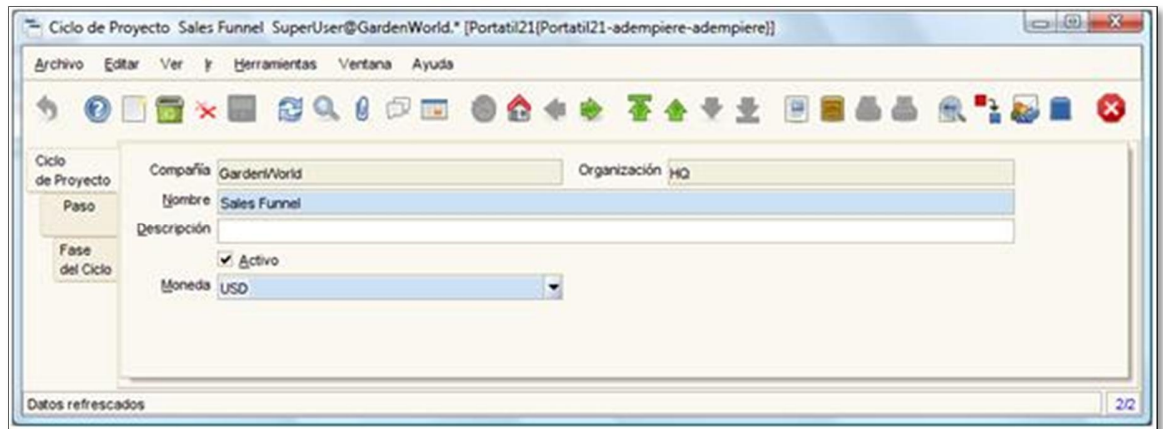 Ciclo de Proyecto Sales Funnel SuperUser@GardenWorld.* [Portatil21{Portatil21-adempiere-adempiere}]
Archivo Editar Ver Ir Herramientas Ventana Ayuda
Ciclo
de Proyecto
Paso
Fase
del Ciclo
Compañía GardenWorld Organización HQ
Nombre Sales Funnel
Descripción
Activo
Moneda USD
Datos refrescados 2/2